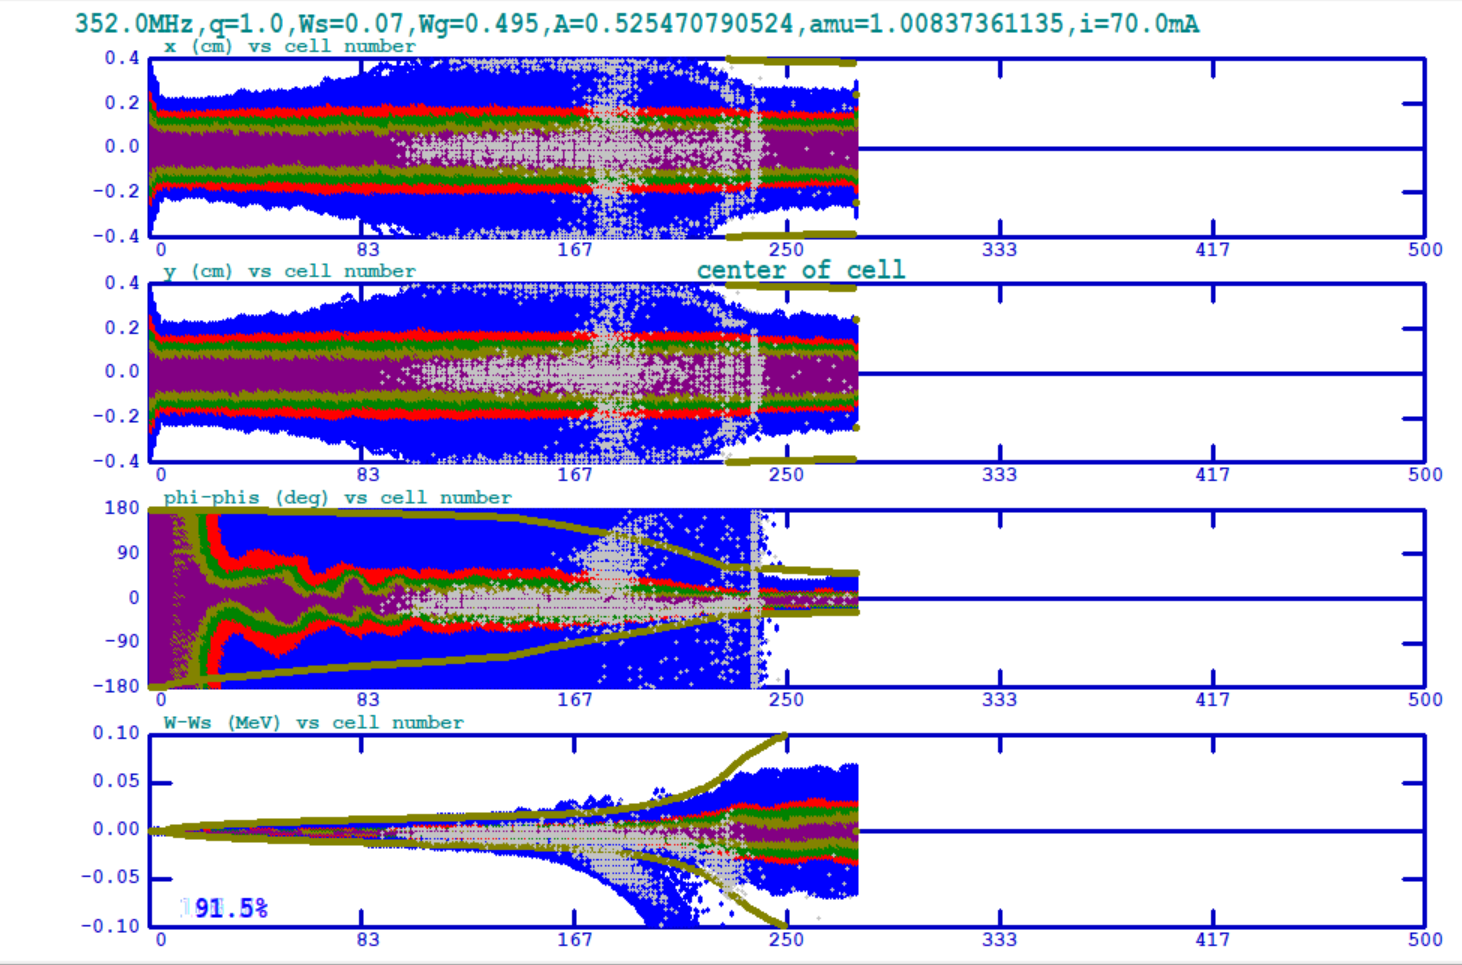 352.0MHz,q=1.0,Ws=0.07,Wg=0.495,A=0.525470790524,amu=1.00837361135,i=70.0mA
x (cm) vs cell number
0.4
0.2
0.0
-0.2
-0.4
0 83 167 250 333 417 500
y (cm) vs cell number
center of cell
0.4
0.2
0.0
-0.2
-0.4
0 83 167 250 333 417 500
phi-phis (deg) vs cell number
180
90
0
-90
-180
0 83 167 250 333 417 500
W-Ws (MeV) vs cell number
0.10
0.05
0.00
-0.05
-0.10
91.5%
0 83 167 250 333 417 500